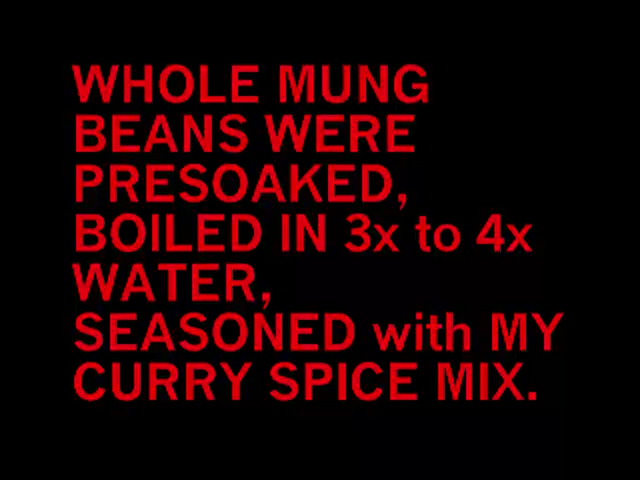 WHOLE MUNG
BEANS WERE
PRESOAKED,
BOILED IN 3x to 4x
WATER,
SEASONED with MY
CURRY SPICE MIX.